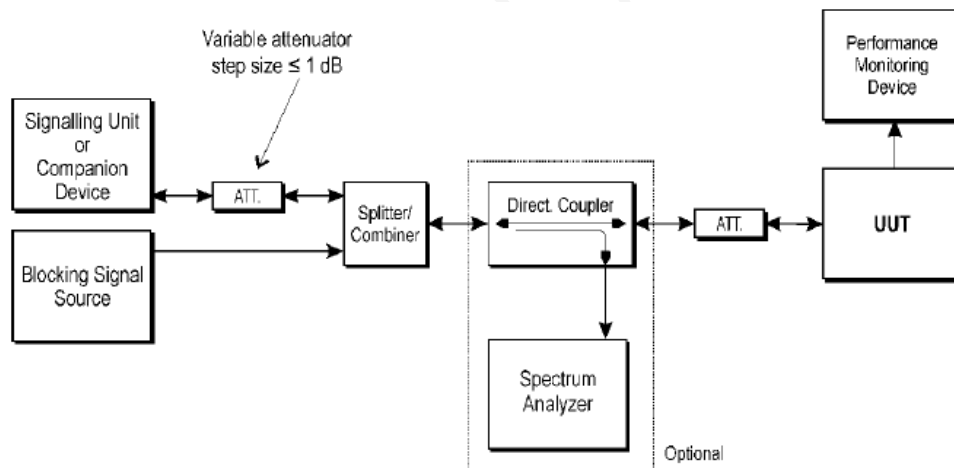 Variable attenuator
step size ≤ 1 dB
Signalling Unit
or
Companion
Device
ATT.
Blocking Signal
Source
Splitter/
Combiner
Direct. Coupler
Spectrum
Analyzer
Optional
ATT.
Performance
Monitoring
Device
UUT